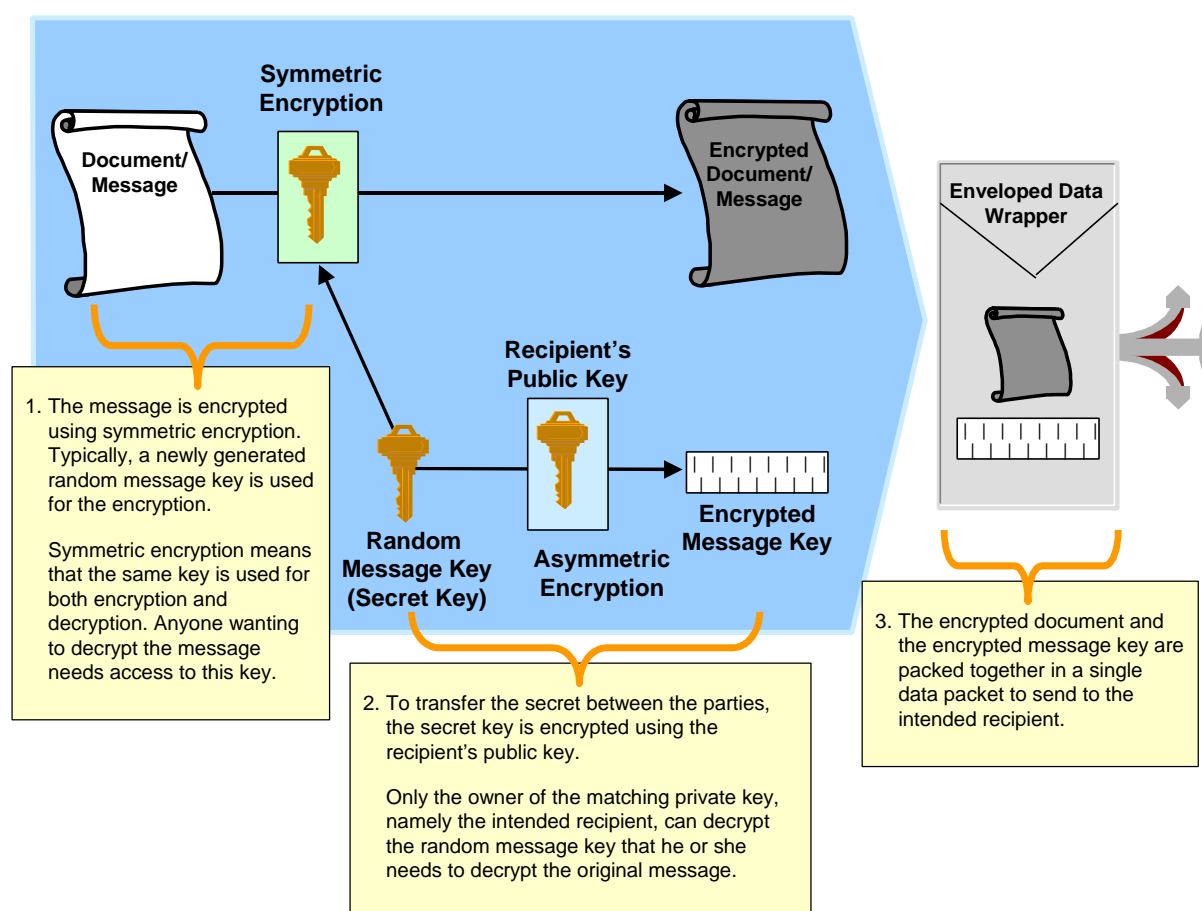 Symmetric
Encryption
Document/
Message
Encrypted
Document/
Message
Enveloped Data
Wrapper
Recipient's
Public Key
Random
Message Key
(Secret Key)
Asymmetric
Encryption
Encrypted
Message Key
1. The message is encrypted
using symmetric encryption.
Typically, a newly generated
random message key is used
for the encryption.
Symmetric encryption means
that the same key is used for
both encryption and
decryption. Anyone wanting
to decrypt the message
needs access to this key.
2. To transfer the secret between the parties,
the secret key is encrypted using the
recipient's public key.
Only the owner of the matching private key,
namely the intended recipient, can decrypt
the random message key that he or she
needs to decrypt the original message.
3. The encrypted document and
the encrypted message key are
packed together in a single
data packet to send to the
intended recipient.